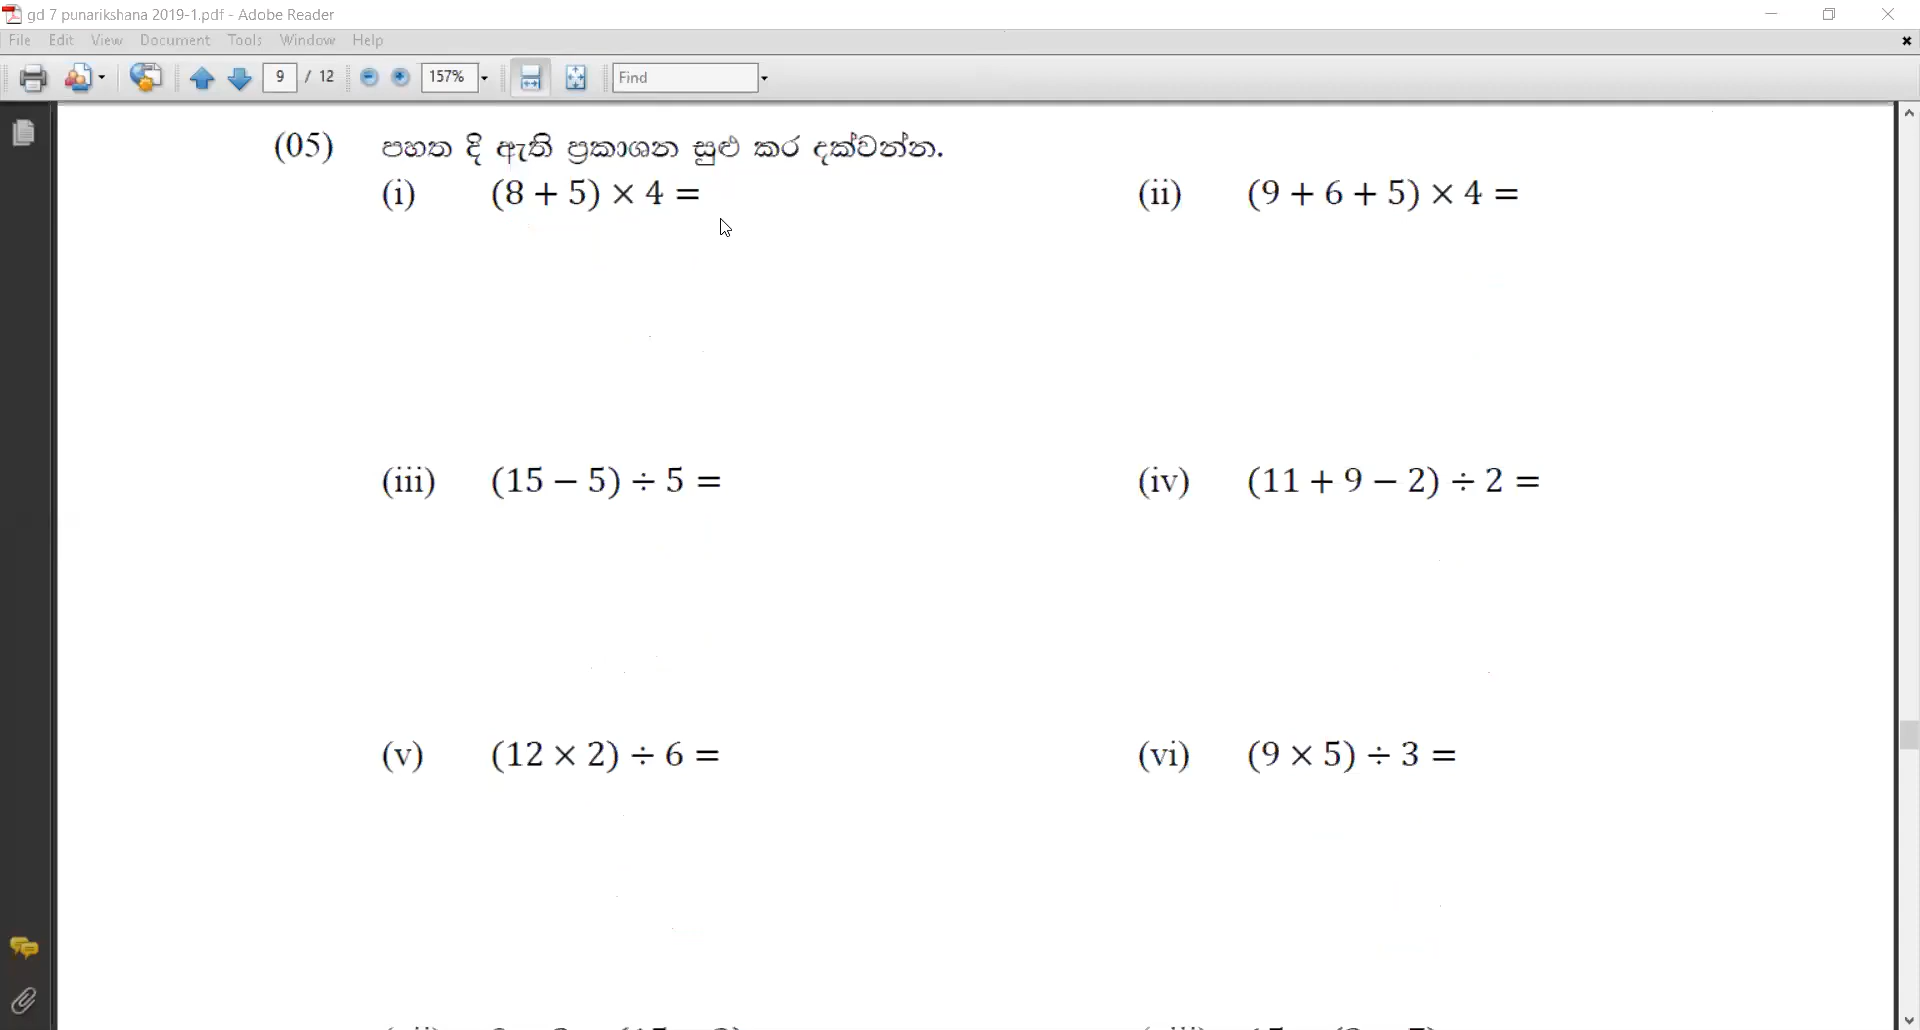 gd 7 punarikshana 2019-1.pdf - Adobe Reader
File Edit View Document Tools Window Help
9 / 12 157% Find
(05) පහත දි ඇති ප්‍රකාශන සුළු කර දක්වන්න.
(i) (8 + 5) × 4 = (ii) (9 + 6 + 5) × 4 =
(iii) (15 − 5) ÷ 5 = (iv) (11 + 9 − 2) ÷ 2 =
(v) (12 × 2) ÷ 6 = (vi) (9 × 5) ÷ 3 =